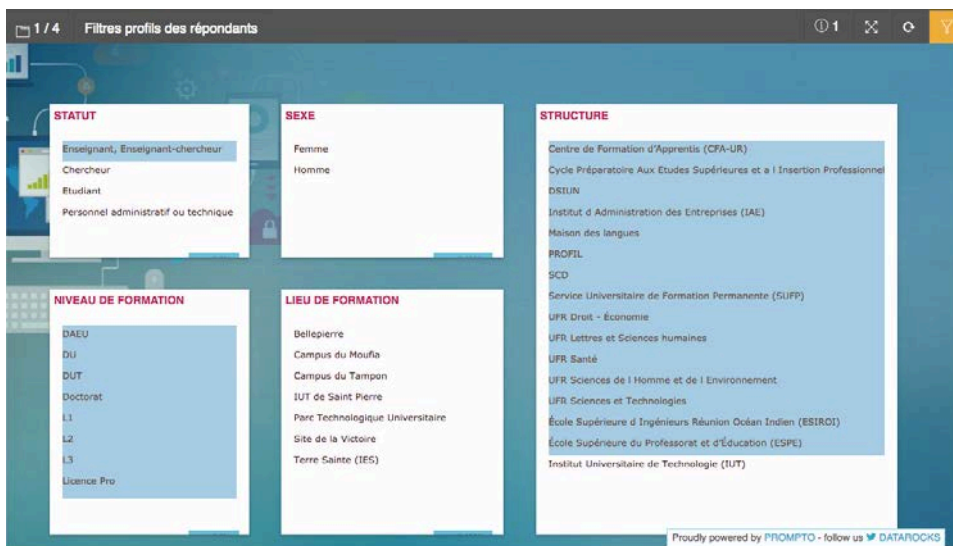 1 / 4 Filtres profils des répondants 1
STATUT
Enseignant, Enseignant-chercheur
Chercheur
Etudiant
Personnel administratif ou technique
SEXE
Femme
Homme
STRUCTURE
Centre de Formation d'Apprentis (CFA-UR)
Cycle Préparatoire Aux Etudes Supérieures et a l Insertion Professionnel
DSIUN
Institut d Administration des Entreprises (IAE)
Maison des langues
PROFIL
SCD
Service Universitaire de Formation Permanente (SUFP)
UFR Droit - Économie
UFR Lettres et Sciences humaines
UFR Santé
UFR Sciences de l Homme et de l Environnement
UFR Sciences et Technologies
École Supérieure d Ingénieurs Réunion Océan Indien (ESIROI)
École Supérieure du Professorat et d'Éducation (ESPE)
Institut Universitaire de Technologie (IUT)
NIVEAU DE FORMATION
DAEU
DU
DUT
Doctorat
L1
L2
L3
Licence Pro
LIEU DE FORMATION
Bellepierre
Campus du Moufia
Campus du Tampon
IUT de Saint Pierre
Parc Technologique Universitaire
Site de la Victoire
Terre Sainte (IES)
Proudly powered by PROMPTO - follow us DATAROCKS